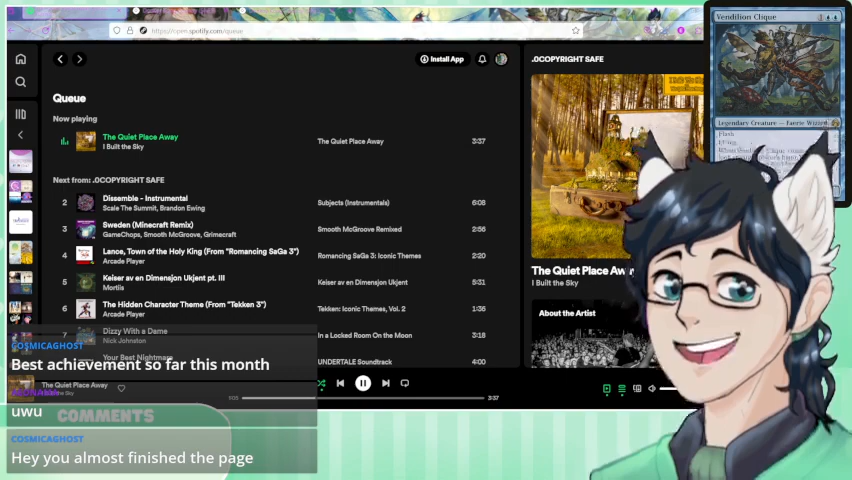 https://open.spotify.com/queue
Install App
Queue
Now playing
The Quiet Place Away
I Built the Sky
The Quiet Place Away
3:37
Next from: .0COPYRIGHT SAFE
2
Dissemble - Instrumental
Scale The Summit, Brandon Ewing
Subjects (Instrumentals)
6:08
3
Sweden (Minecraft Remix)
GameChops, Smooth McGroove, Grimecraft
Smooth McGroove Remixed
2:56
4
Lance, Town of the Holy King (From "Romancing SaGa 3")
Arcade Player
Romancing SaGa 3: Iconic Themes
2:20
5
Keiser av en Dimensjon Ukjent pt. III
Mortiis
Keiser av en Dimensjon Ukjent
5:31
6
The Hidden Character Theme (From "Tekken 3")
Arcade Player
Tekken: Iconic Themes, Vol. 2
1:36
7
Dizzy With a Dame
Nick Johnston
In a Locked Room On the Moon
3:18
Your Best Nightmare
UNDERTALE Soundtrack
4:00
.0COPYRIGHT SAFE
The Quiet Place Away
I Built the Sky
About the Artist
Vendilion Clique
Legendary Creature — Faerie Wizard
Flash
Flying
COSMICAGHOST
Best achievement so far this month
The Quiet Place Away
uwu
COMMENTS
COSMICAGHOST
Hey you almost finished the page
3:37